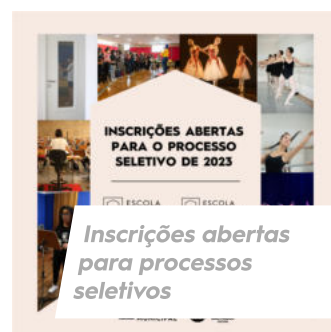 INSCRIÇÕES ABERTAS
PARA O PROCESSO
SELETIVO DE 2023
ESCOLA ESCOLA
Inscrições abertas
para processos
seletivos